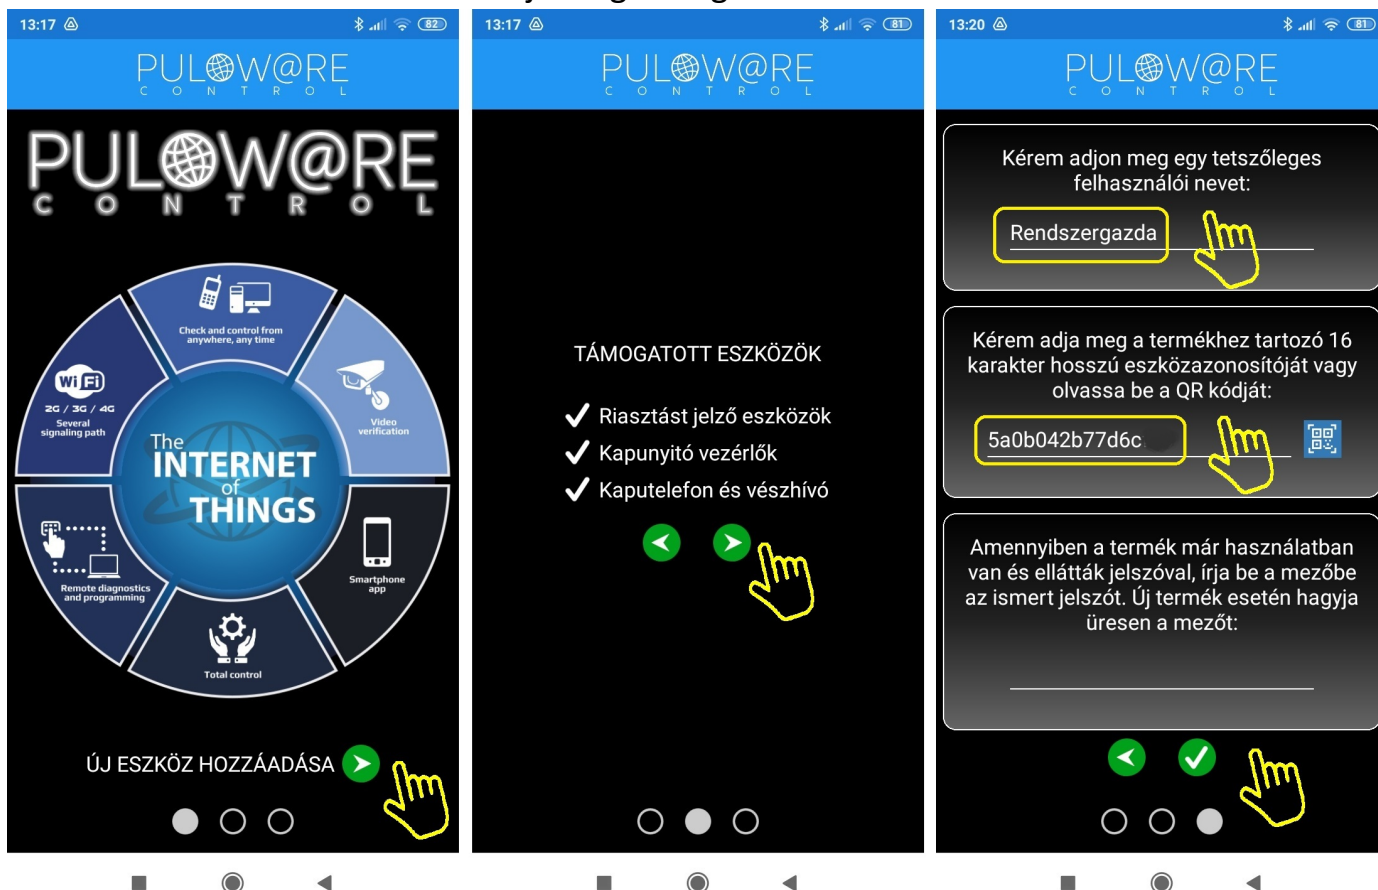 13:17
82
PULOW@RE
CONTROL
PULOW@RE
CONTROL
Check and control from
anywhere, any time
Wi Fi
2G / 3G / 4G
Several
signaling path
Video
verification
The
INTERNET
of
THINGS
Remote diagnostics
and programming
Smartphone
app
Total control
ÚJ ESZKÖZ HOZZÁADÁSA
13:17
81
PULOW@RE
CONTROL
TÁMOGATOTT ESZKÖZÖK
Riasztást jelző eszközök
Kapunyitó vezérlők
Kaputelefon és vészhívó
13:20
81
PULOW@RE
CONTROL
Kérem adjon meg egy tetszőleges
felhasználói nevet:
Rendszergazda
Kérem adja meg a termékhez tartozó 16
karakter hosszú eszközazonosítóját vagy
olvassa be a QR kódját:
5a0b042b77d6c
Amennyiben a termék már használatban
van és ellátták jelszóval, írja be a mezőbe
az ismert jelszót. Új termék esetén hagyja
üresen a mezőt: